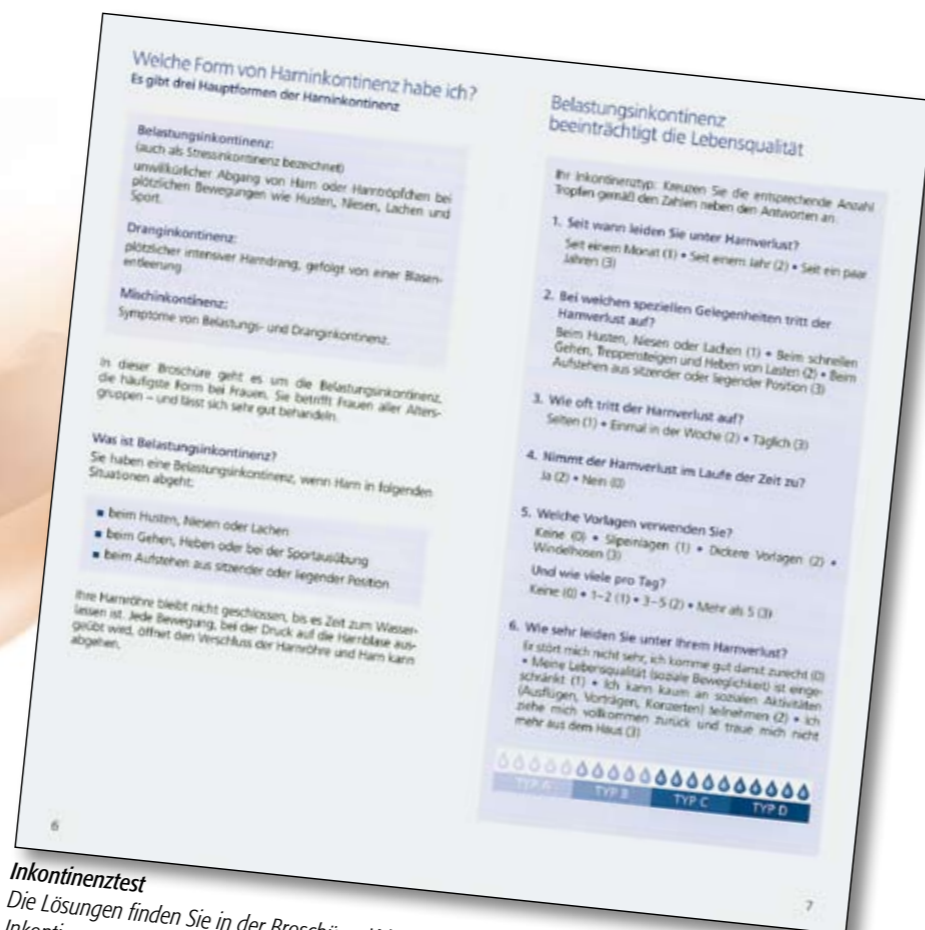 Welche Form von Harninkontinenz habe ich?
Es gibt drei Hauptformen der Harninkontinenz
Belastungsinkontinenz:
(auch als Stressinkontinenz bezeichnet)
unwillkürlicher Abgang von Harn oder Harntröpfchen bei
plötzlichen Bewegungen wie Husten, Niesen, Lachen und
Sport.
Dranginkontinenz:
plötzlicher intensiver Harndrang, gefolgt von einer Blasen-
entleerung.
Mischinkontinenz:
Symptome von Belastungs- und Dranginkontinenz.
In dieser Broschüre geht es um die Belastungsinkontinenz,
die häufigste Form bei Frauen. Sie betrifft Frauen aller Alters-
gruppen – und lässt sich sehr gut behandeln.
Was ist Belastungsinkontinenz?
Sie haben eine Belastungsinkontinenz, wenn Harn in folgenden
Situationen abgeht:
■ beim Husten, Niesen oder Lachen
■ beim Gehen, Heben oder bei der Sportausübung
■ beim Aufstehen aus sitzender oder liegender Position
Ihre Harnröhre bleibt nicht geschlossen, bis es Zeit zum Wasser-
lassen ist. Jede Bewegung, bei der Druck auf die Harnblase aus-
geübt wird, öffnet den Verschluss der Harnröhre und Harn kann
abgehen.
6
Belastungsinkontinenz
beeinträchtigt die Lebensqualität
Ihr Inkontinenztyp: Kreuzen Sie die entsprechende Anzahl
Tropfen gemäß den Zahlen neben den Antworten an.
1. Seit wann leiden Sie unter Harnverlust?
Seit einem Monat (1) • Seit einem Jahr (2) • Seit ein paar
Jahren (3)
2. Bei welchen speziellen Gelegenheiten tritt der
Harnverlust auf?
Beim Husten, Niesen oder Lachen (1) • Beim schnellen
Gehen, Treppensteigen und Heben von Lasten (2) • Beim
Aufstehen aus sitzender oder liegender Position (3)
3. Wie oft tritt der Harnverlust auf?
Selten (1) • Einmal in der Woche (2) • Täglich (3)
4. Nimmt der Harnverlust im Laufe der Zeit zu?
Ja (2) • Nein (0)
5. Welche Vorlagen verwenden Sie?
Keine (0) • Slipeinlagen (1) • Dickere Vorlagen (2) •
Windelhosen (3)
Und wie viele pro Tag?
Keine (0) • 1–2 (1) • 3–5 (2) • Mehr als 5 (3)
6. Wie sehr leiden Sie unter Ihrem Harnverlust?
Er stört mich nicht sehr, ich komme gut damit zurecht (0)
• Meine Lebensqualität (soziale Beweglichkeit) ist einge-
schränkt (1) • Ich kann kaum an sozialen Aktivitäten
(Ausflügen, Vorträgen, Konzerten) teilnehmen (2) • Ich
ziehe mich vollkommen zurück und traue mich nicht
mehr aus dem Haus (3)
TYP A TYP B TYP C TYP D
7
Inkontinenztest
Die Lösungen finden Sie in der Broschüre